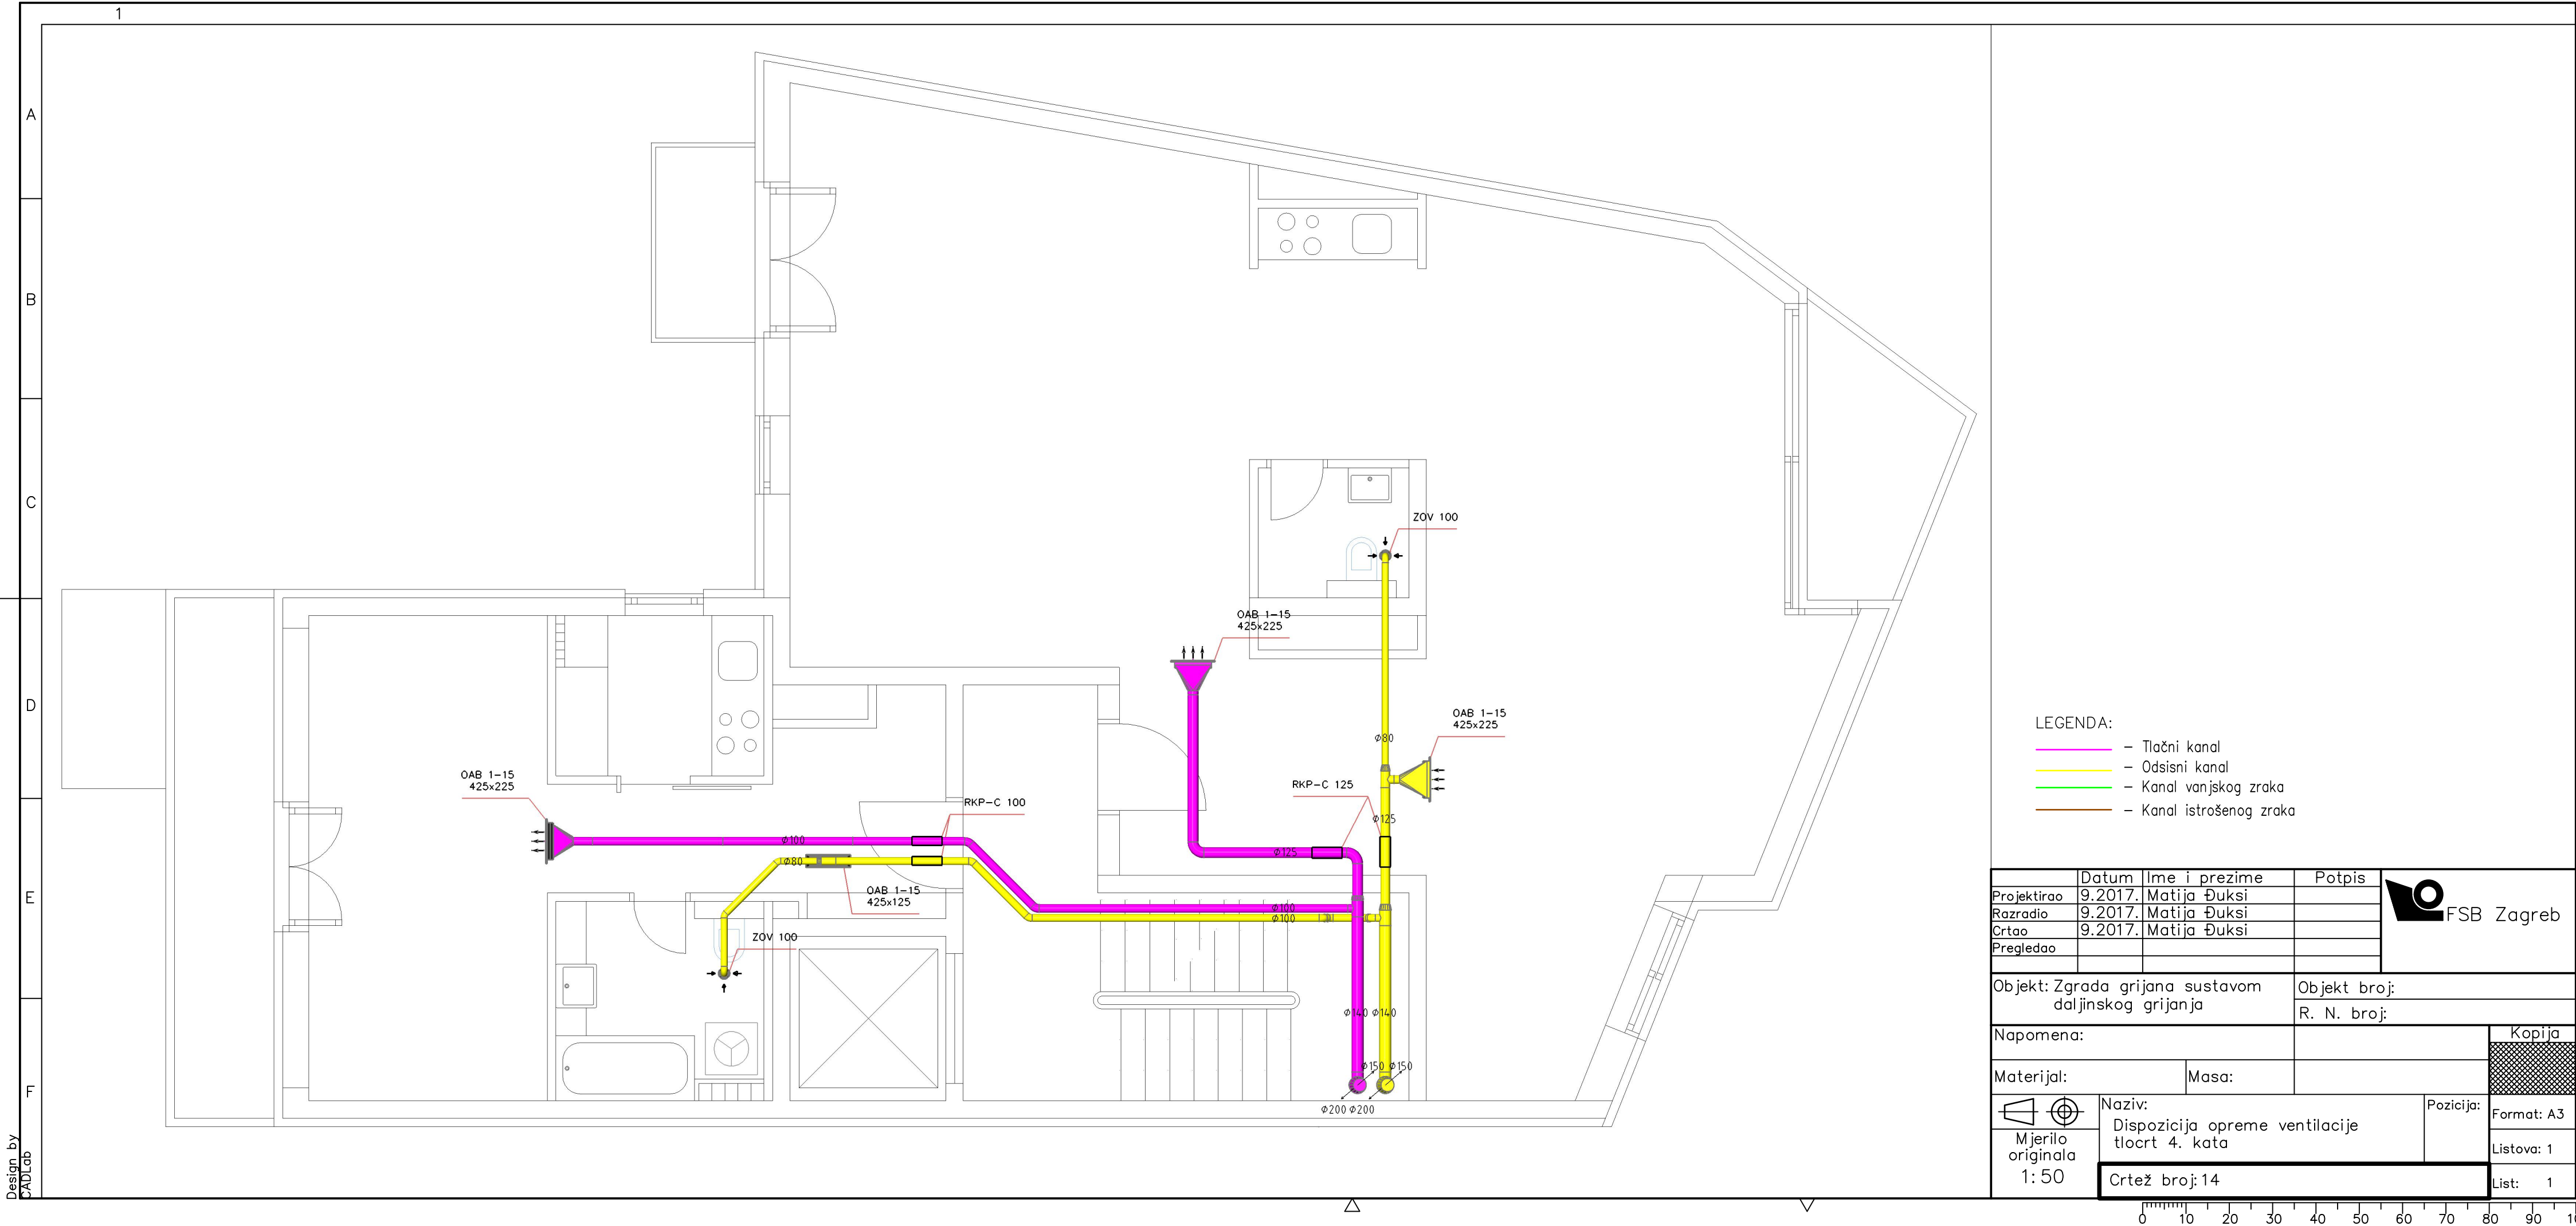 1
A
B
C
D
E
F
ZOV 100
OAB 1-15
425x225
OAB 1-15
425x225
ø80
OAB 1-15
425x225
RKP-C 100
RKP-C 125
ø125
ø100
ø125
ø80
OAB 1-15
425x125
ø100
ø100
ZOV 100
ø140 ø140
ø150 ø150
ø200 ø200
LEGENDA:
– Tlačni kanal
– Odsisni kanal
– Kanal vanjskog zraka
– Kanal istrošenog zraka
Datum Ime i prezime Potpis
Projektirao 9.2017. Matija Đuksi
Razradio 9.2017. Matija Đuksi
Crtao 9.2017. Matija Đuksi
Pregledao
FSB Zagreb
Objekt: Zgrada grijana sustavom
daljinskog grijanja
Objekt broj:
R. N. broj:
Napomena:
Kopija
Materijal: Masa:
Naziv:
Dispozicija opreme ventilacije
tlocrt 4. kata
Pozicija:
Format: A3
Mjerilo
originala
1:50
Listova: 1
Crtež broj:14
List: 1
Design by
CADLab
0 10 20 30 40 50 60 70 80 90